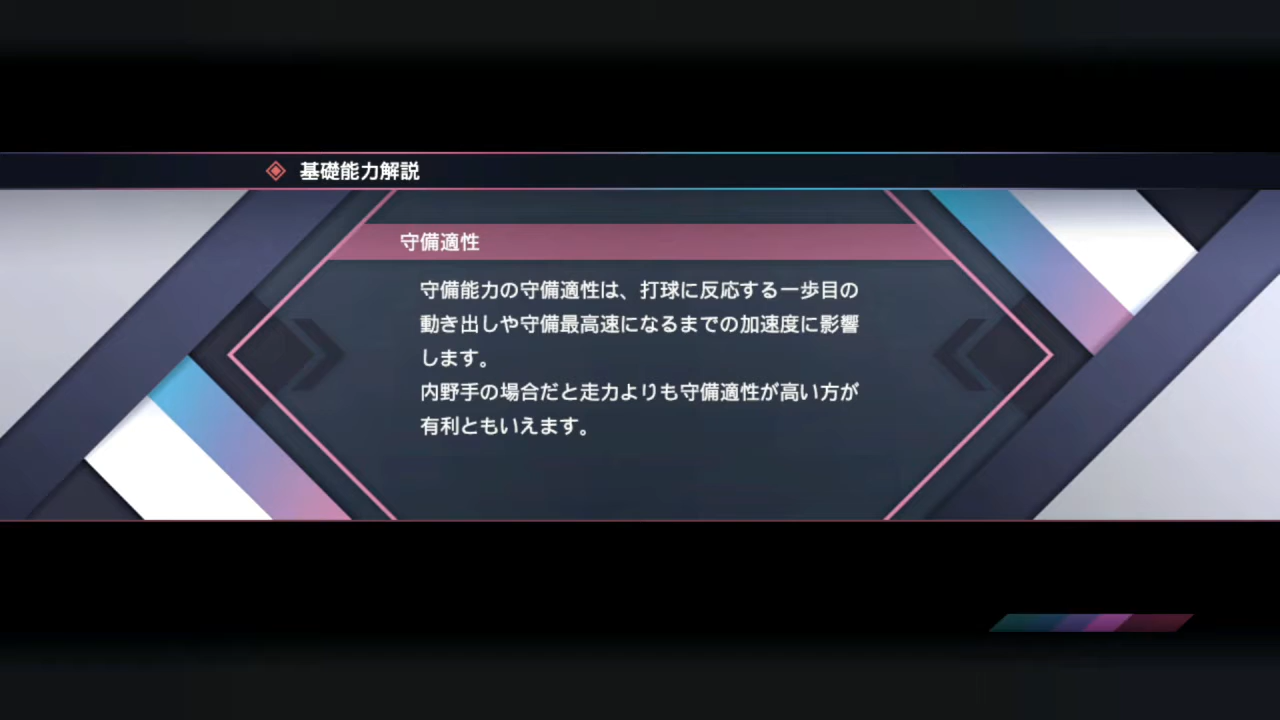 基礎能力解説
守備適性
守備能力の守備適性は、打球に反応する一歩目の
動き出しや守備最高速になるまでの加速度に影響
します。
内野手の場合だと走力よりも守備適性が高い方が
有利ともいえます。